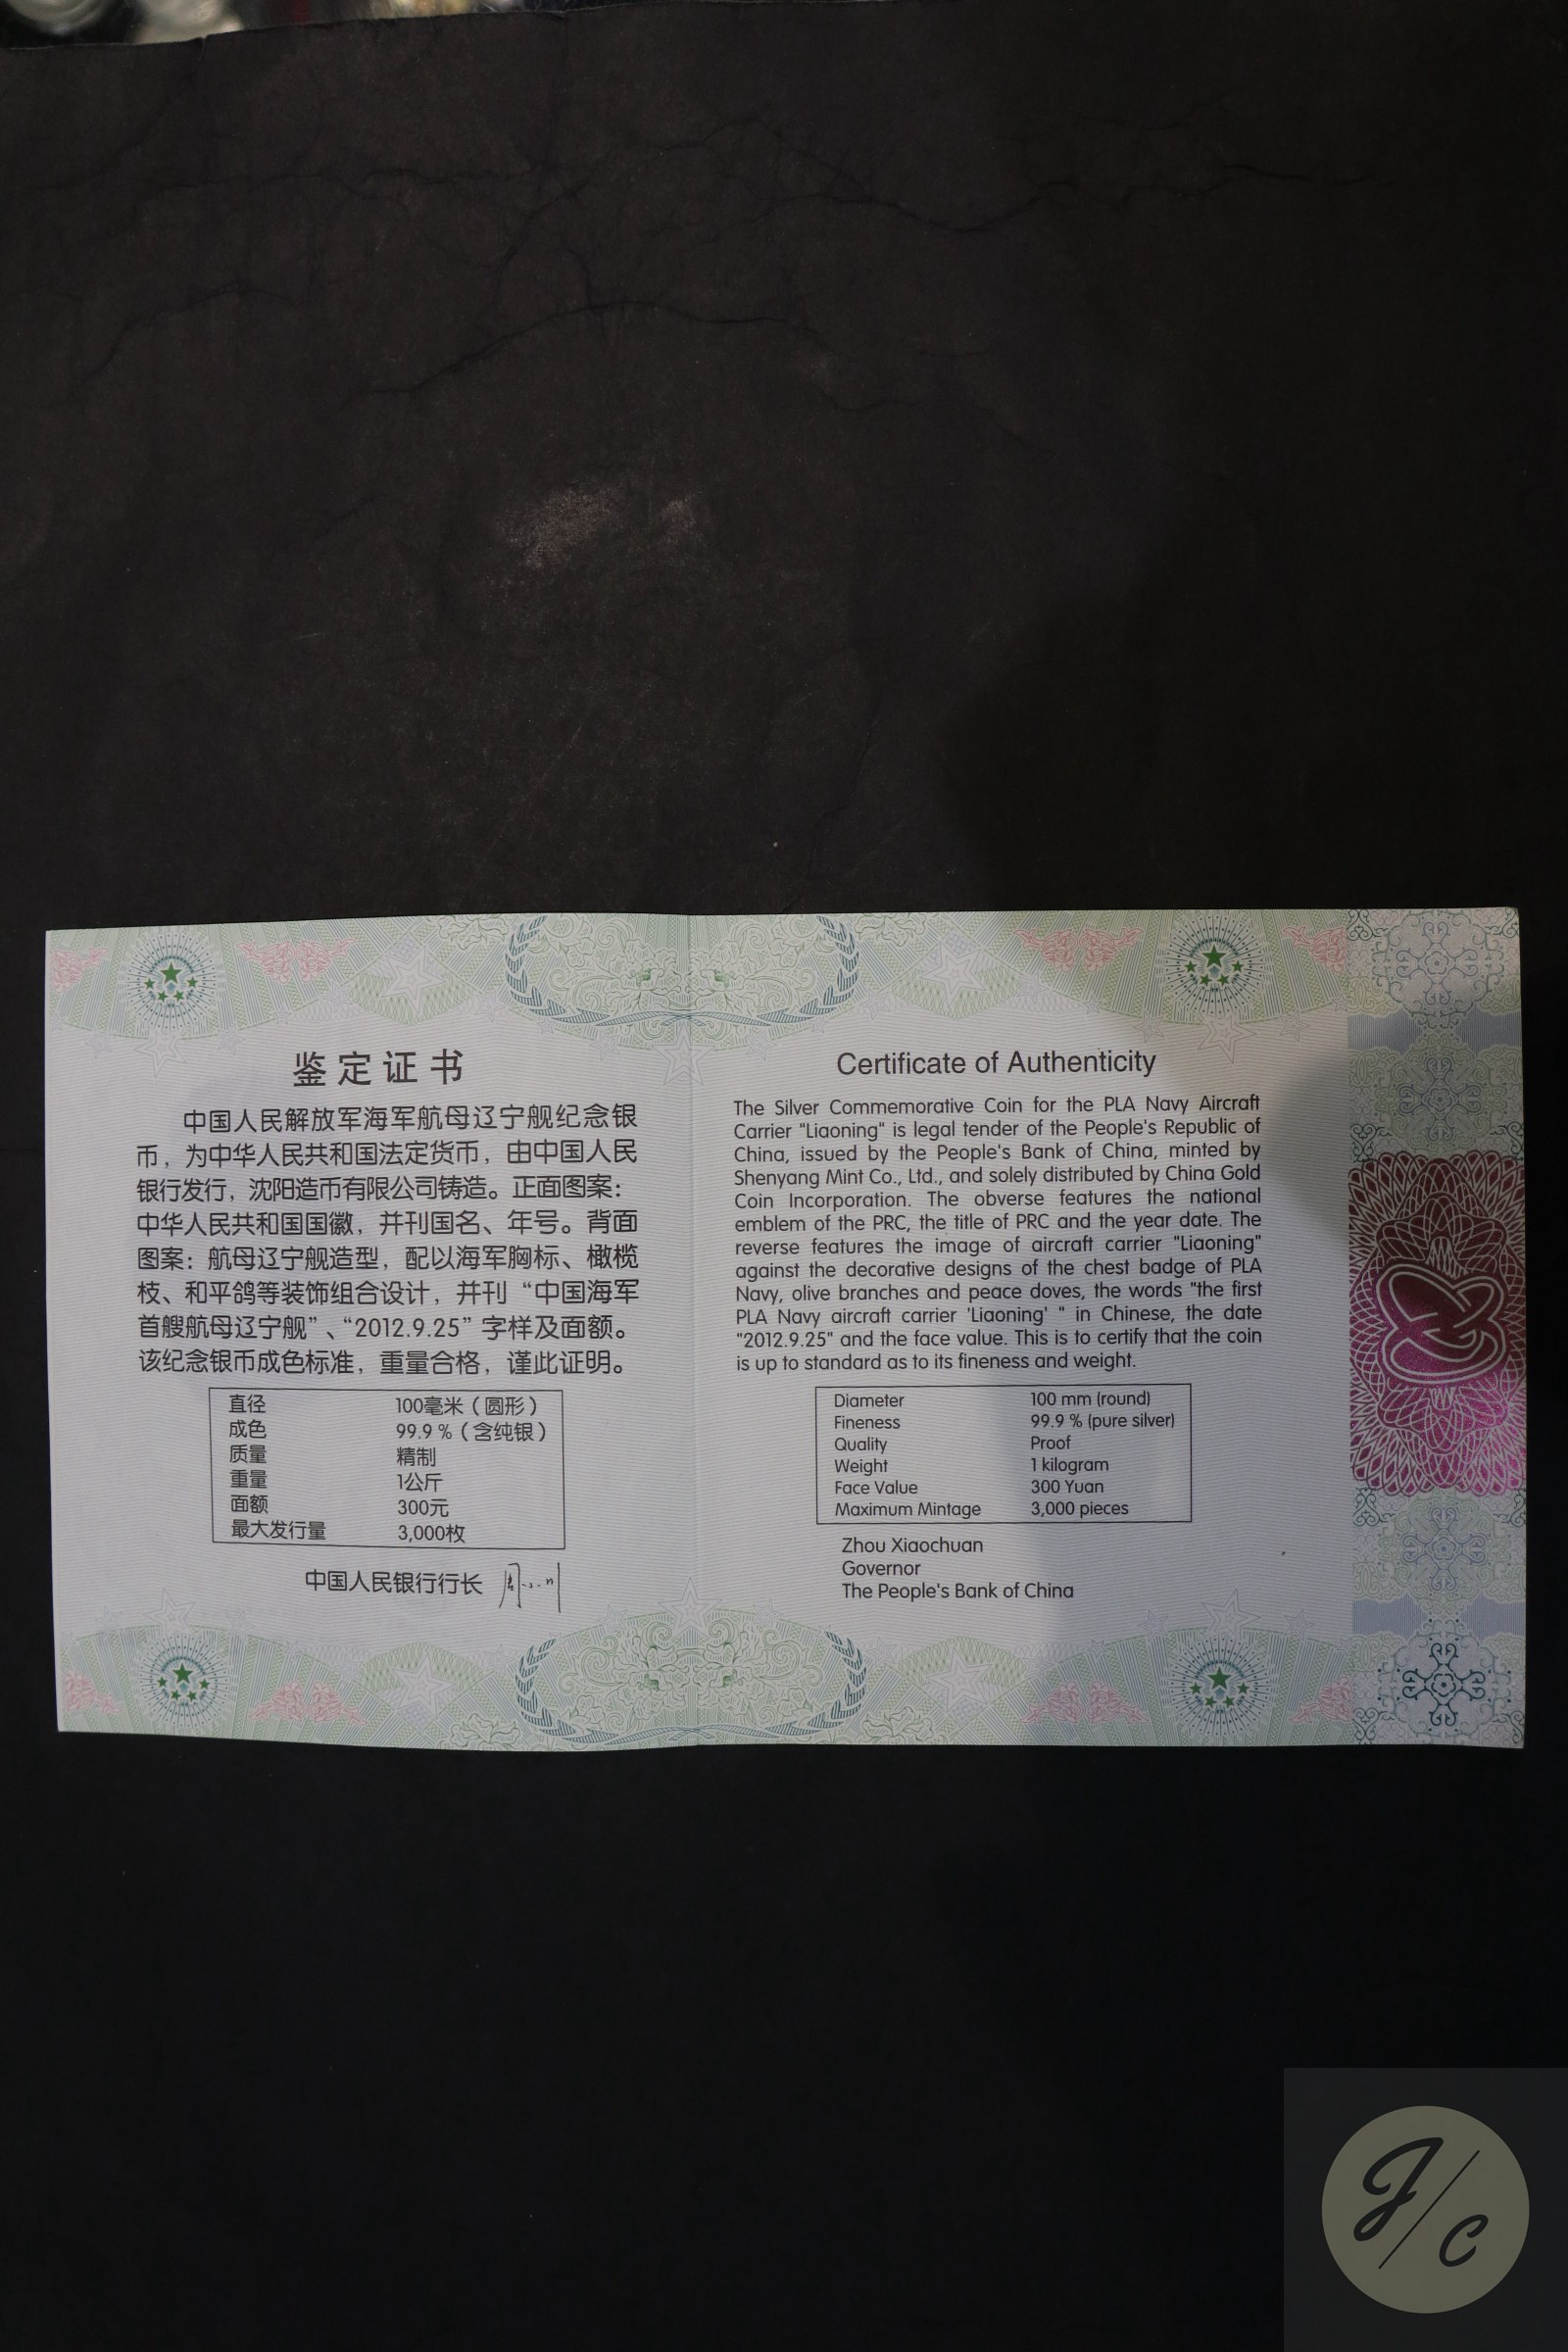 鉴定证书
中国人民解放军海军航母辽宁舰纪念银
币，为中华人民共和国法定货币，由中国人民
银行发行，沈阳造币有限公司铸造。正面图案：
中华人民共和国国徽，并刊国名、年号。背面
图案：航母辽宁舰造型，配以海军胸标、橄榄
枝、和平鸽等装饰组合设计，并刊“中国海军
首艘航母辽宁舰”、“2012.9.25”字样及面额。
该纪念银币成色标准，重量合格，谨此证明。
直径 100毫米（圆形）
成色 99.9％（含纯银）
质量 精制
重量 1公斤
面额 300元
最大发行量 3,000枚
中国人民银行行长 周小川
Certificate of Authenticity
The Silver Commemorative Coin for the PLA Navy Aircraft
Carrier "Liaoning" is legal tender of the People's Republic of
China, issued by the People's Bank of China, minted by
Shenyang Mint Co., Ltd., and solely distributed by China Gold
Coin Incorporation. The obverse features the national
emblem of the PRC, the title of PRC and the year date. The
reverse features the image of aircraft carrier "Liaoning"
against the decorative designs of the chest badge of PLA
Navy, olive branches and peace doves, the words "the first
PLA Navy aircraft carrier 'Liaoning' " in Chinese, the date
"2012.9.25" and the face value. This is to certify that the coin
is up to standard as to its fineness and weight.
Diameter 100 mm (round)
Fineness 99.9 % (pure silver)
Quality Proof
Weight 1 kilogram
Face Value 300 Yuan
Maximum Mintage 3,000 pieces
Zhou Xiaochuan
Governor
The People's Bank of China
J/c